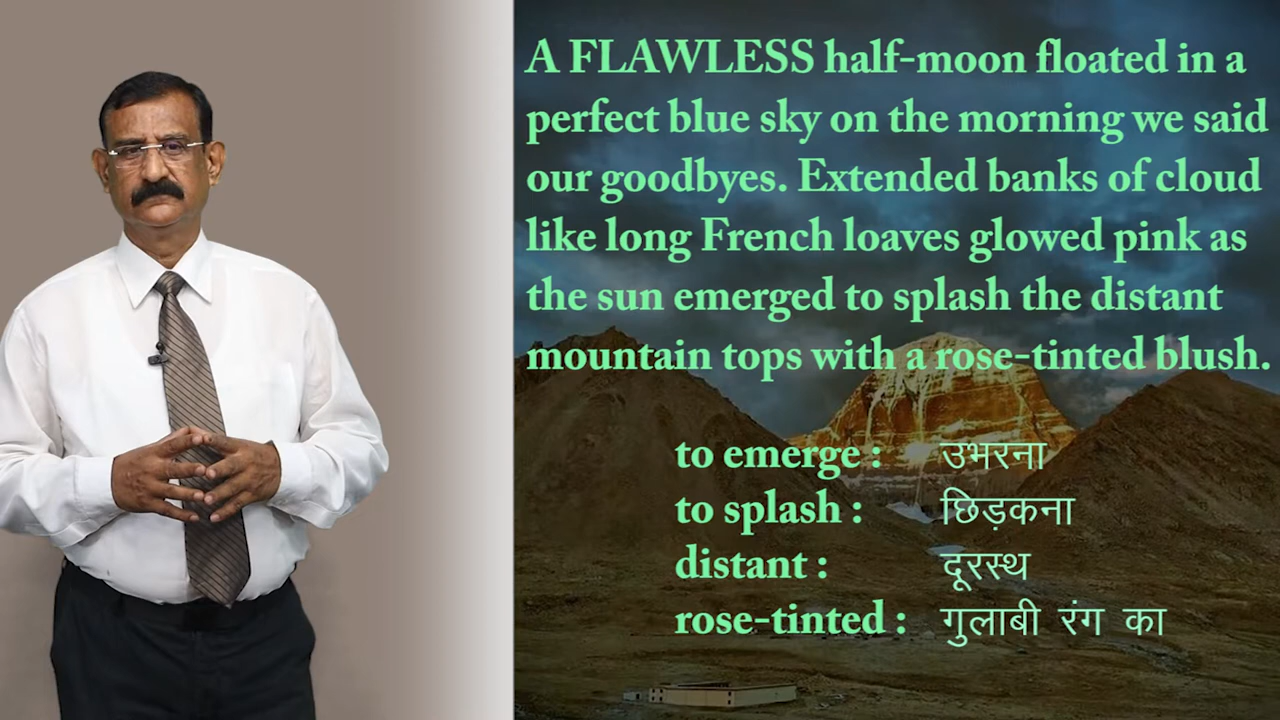 A FLAWLESS half-moon floated in a
perfect blue sky on the morning we said
our goodbyes. Extended banks of cloud
like long French loaves glowed pink as
the sun emerged to splash the distant
mountain tops with a rose-tinted blush.
to emerge : उभरना
to splash : छिड़कना
distant : दूरस्थ
rose-tinted : गुलाबी रंग का